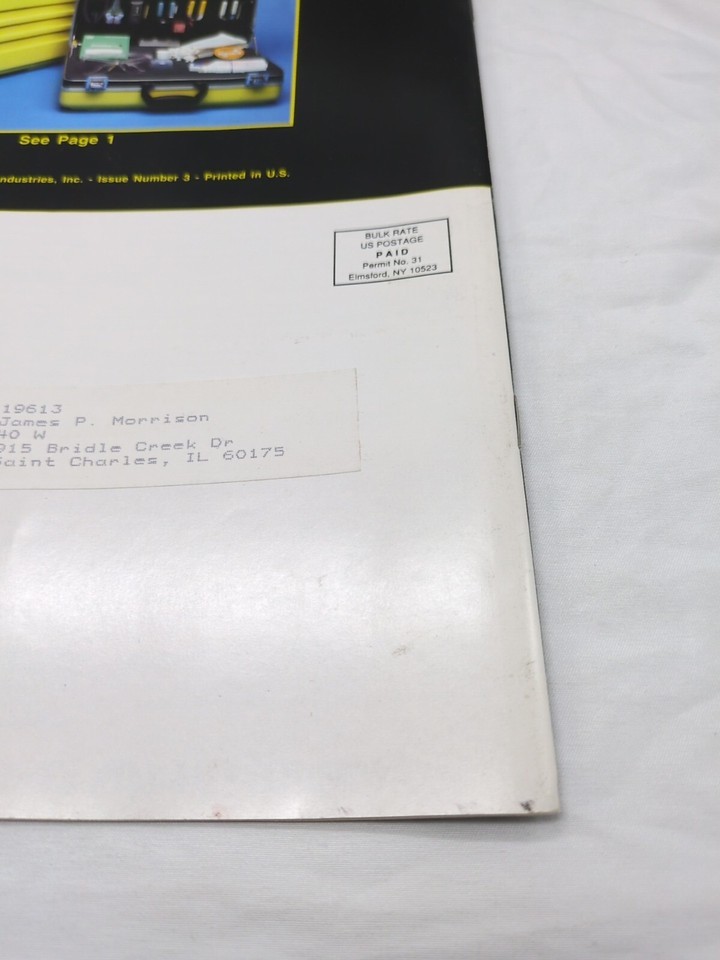 See Page 1
ndustries, Inc. - Issue Number 3 - Printed in U.S.
BULK RATE
US POSTAGE
PAID
Permit No. 31
Elmsford, NY 10523
19613
James P. Morrison
40 W
915 Bridle Creek Dr
Saint Charles, IL 60175